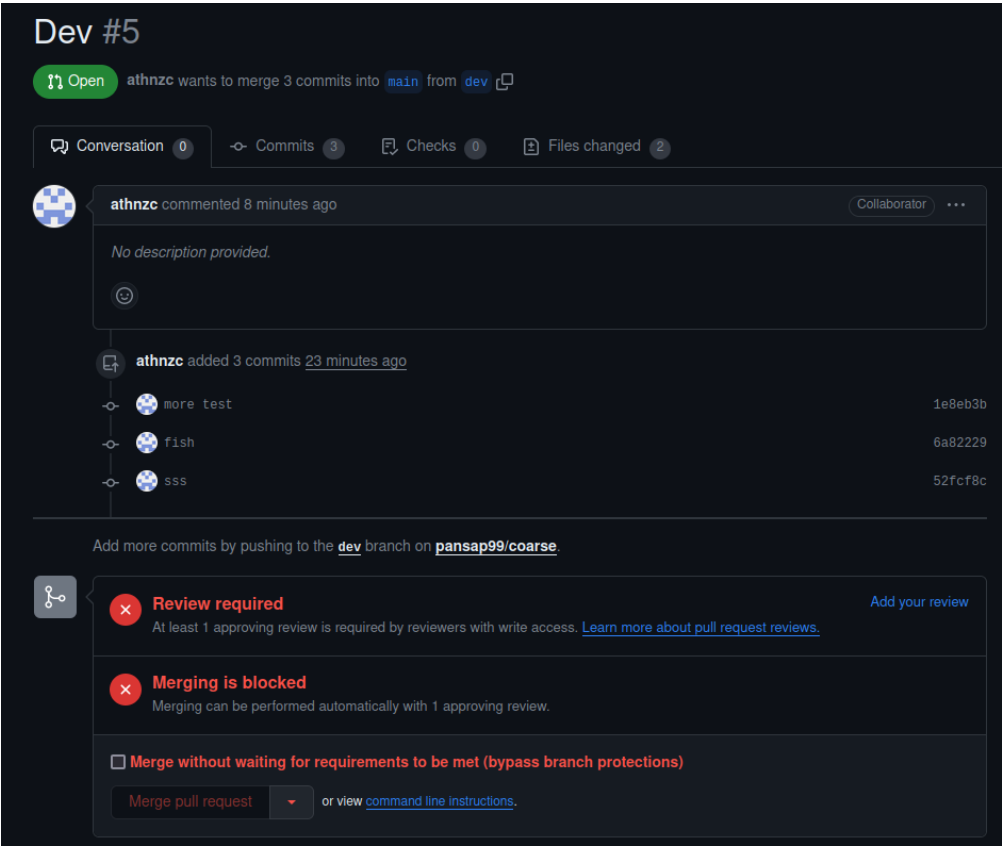 Dev #5
Open athnzc wants to merge 3 commits into main from dev
Conversation 0 Commits 3 Checks 0 Files changed 2
athnzc commented 8 minutes ago Collaborator ···
No description provided.
athnzc added 3 commits 23 minutes ago
more test 1e8eb3b
fish 6a82229
sss 52fcf8c
Add more commits by pushing to the dev branch on pansap99/coarse.
Review required Add your review
At least 1 approving review is required by reviewers with write access. Learn more about pull request reviews.
Merging is blocked
Merging can be performed automatically with 1 approving review.
Merge without waiting for requirements to be met (bypass branch protections)
Merge pull request or view command line instructions.